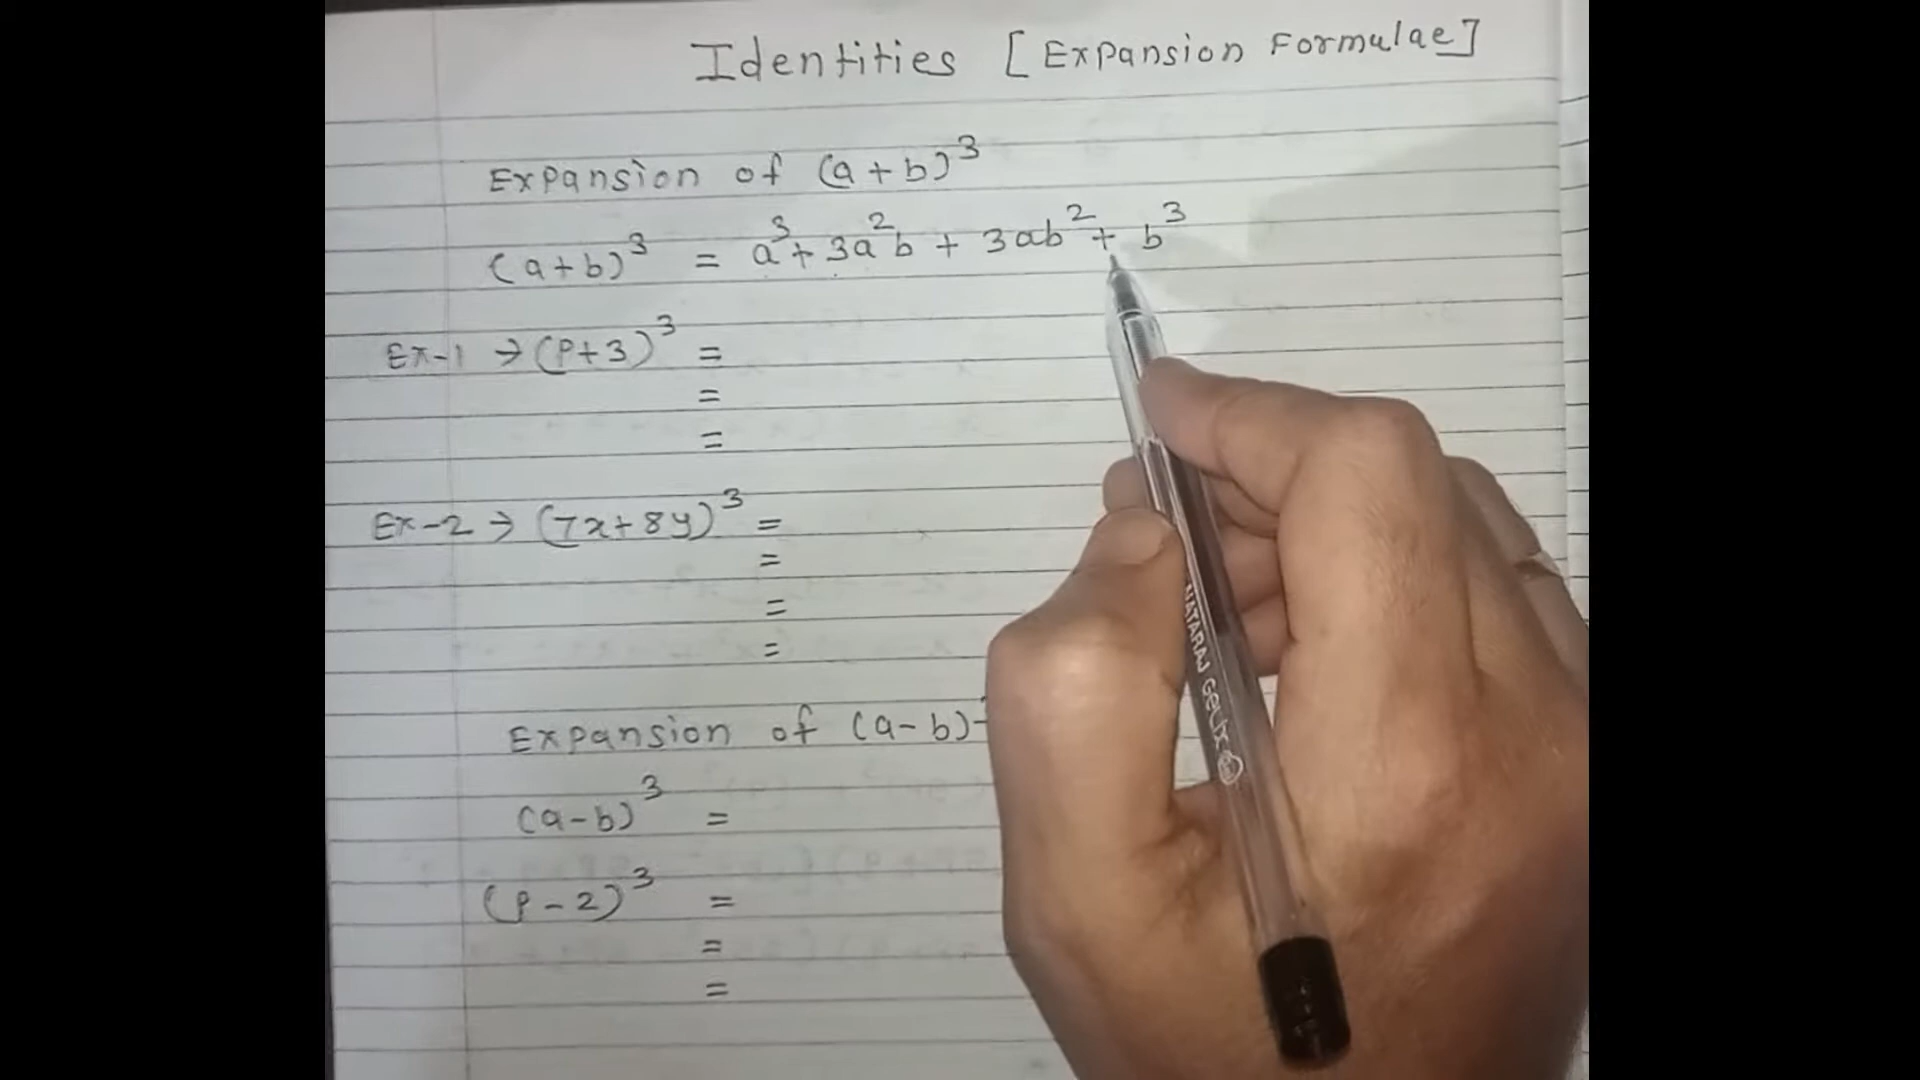 Identities [Expansion Formulae]
Expansion of (a+b)³
(a+b)³ = a³+3a²b + 3ab²+ b³
Ex-1 → (p+3)³ =
=
=
Ex-2 → (7x+8y)³ =
=
=
=
Expansion of (a-b)
(a-b)³ =
(p-2)³ =
=
=
NATARAJ GELIX